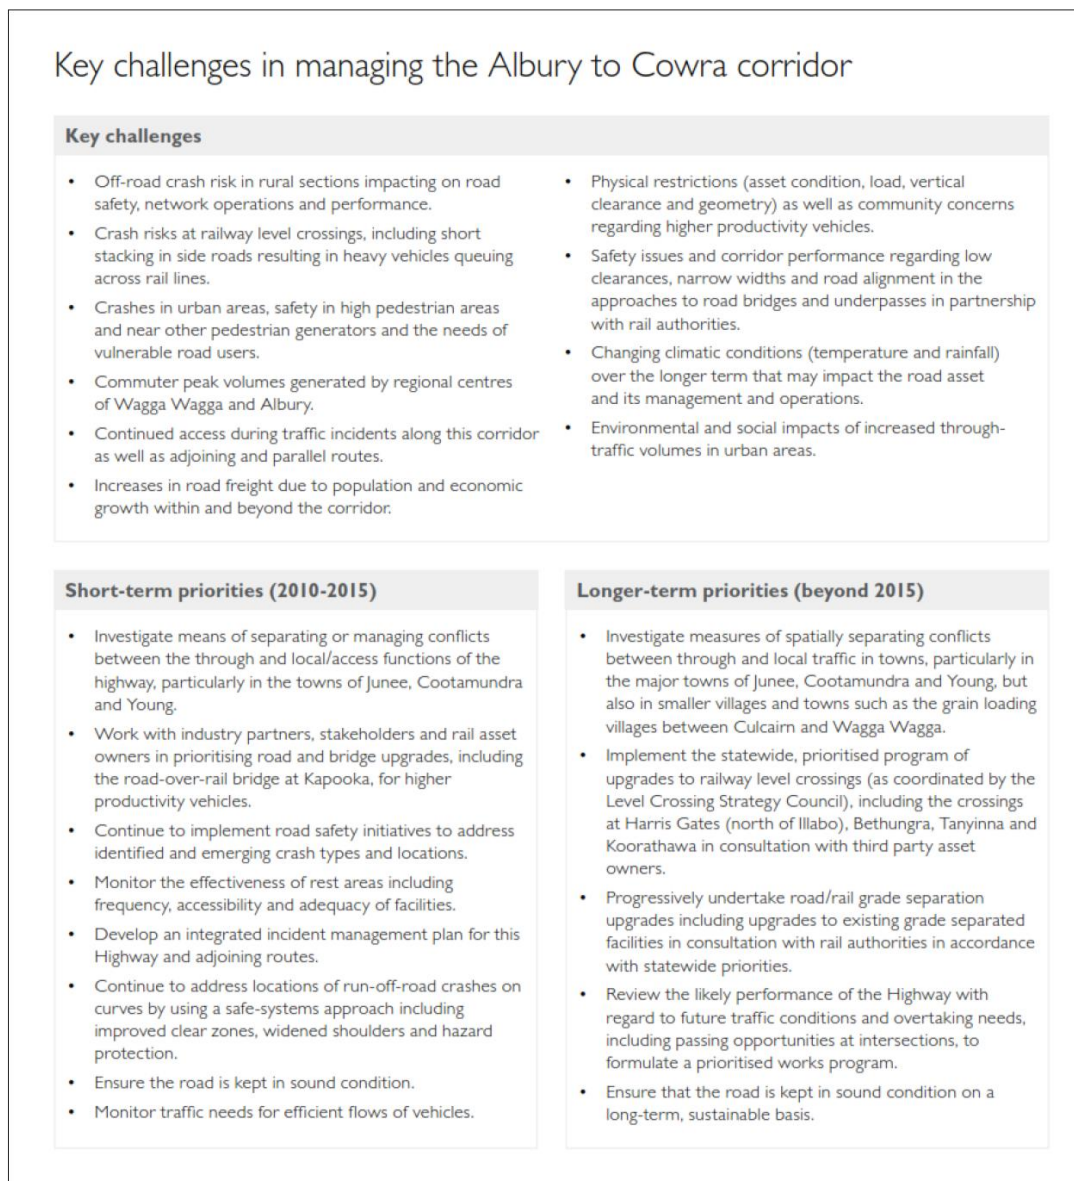 Key challenges in managing the Albury to Cowra corridor
Key challenges
• Off-road crash risk in rural sections impacting on road
safety, network operations and performance.
• Crash risks at railway level crossings, including short
stacking in side roads resulting in heavy vehicles queuing
across rail lines.
• Crashes in urban areas, safety in high pedestrian areas
and near other pedestrian generators and the needs of
vulnerable road users.
• Commuter peak volumes generated by regional centres
of Wagga Wagga and Albury.
• Continued access during traffic incidents along this corridor
as well as adjoining and parallel routes.
• Increases in road freight due to population and economic
growth within and beyond the corridor.
• Physical restrictions (asset condition, load, vertical
clearance and geometry) as well as community concerns
regarding higher productivity vehicles.
• Safety issues and corridor performance regarding low
clearances, narrow widths and road alignment in the
approaches to road bridges and underpasses in partnership
with rail authorities.
• Changing climatic conditions (temperature and rainfall)
over the longer term that may impact the road asset
and its management and operations.
• Environmental and social impacts of increased through-
traffic volumes in urban areas.
Short-term priorities (2010-2015)
• Investigate means of separating or managing conflicts
between the through and local/access functions of the
highway, particularly in the towns of Junee, Cootamundra
and Young.
• Work with industry partners, stakeholders and rail asset
owners in prioritising road and bridge upgrades, including
the road-over-rail bridge at Kapooka, for higher
productivity vehicles.
• Continue to implement road safety initiatives to address
identified and emerging crash types and locations.
• Monitor the effectiveness of rest areas including
frequency, accessibility and adequacy of facilities.
• Develop an integrated incident management plan for this
Highway and adjoining routes.
• Continue to address locations of run-off-road crashes on
curves by using a safe-systems approach including
improved clear zones, widened shoulders and hazard
protection.
• Ensure the road is kept in sound condition.
• Monitor traffic needs for efficient flows of vehicles.
Longer-term priorities (beyond 2015)
• Investigate measures of spatially separating conflicts
between through and local traffic in towns, particularly in
the major towns of Junee, Cootamundra and Young, but
also in smaller villages and towns such as the grain loading
villages between Culcairn and Wagga Wagga.
• Implement the statewide, prioritised program of
upgrades to railway level crossings (as coordinated by the
Level Crossing Strategy Council), including the crossings
at Harris Gates (north of Illabo), Bethungra, Tanyinna and
Koorathawa in consultation with third party asset
owners.
• Progressively undertake road/rail grade separation
upgrades including upgrades to existing grade separated
facilities in consultation with rail authorities in accordance
with statewide priorities.
• Review the likely performance of the Highway with
regard to future traffic conditions and overtaking needs,
including passing opportunities at intersections, to
formulate a prioritised works program.
• Ensure that the road is kept in sound condition on a
long-term, sustainable basis.